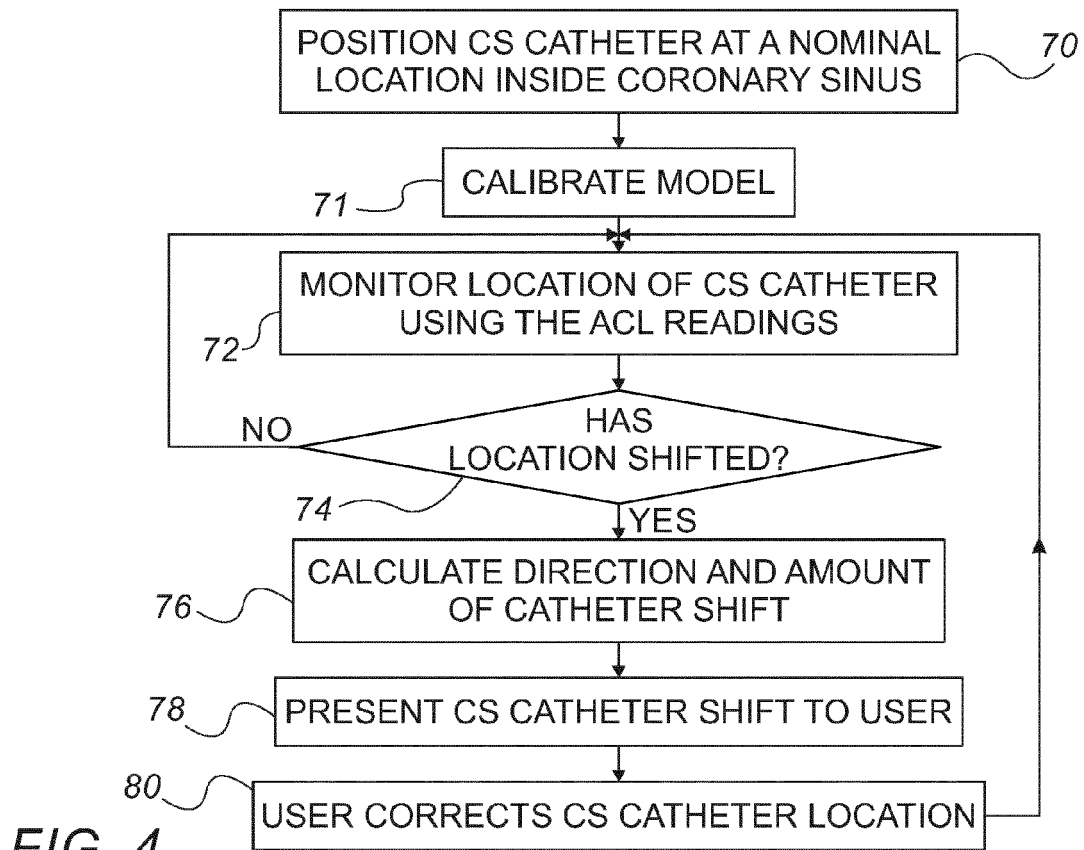 POSITION CS CATHETER AT A NOMINAL
LOCATION INSIDE CORONARY SINUS
70
CALIBRATE MODEL
71
MONITOR LOCATION OF CS CATHETER
USING THE ACL READINGS
72
HAS
LOCATION SHIFTED?
NO
74
YES
CALCULATE DIRECTION AND AMOUNT
OF CATHETER SHIFT
76
PRESENT CS CATHETER SHIFT TO USER
78
80
USER CORRECTS CS CATHETER LOCATION
FIG. 4